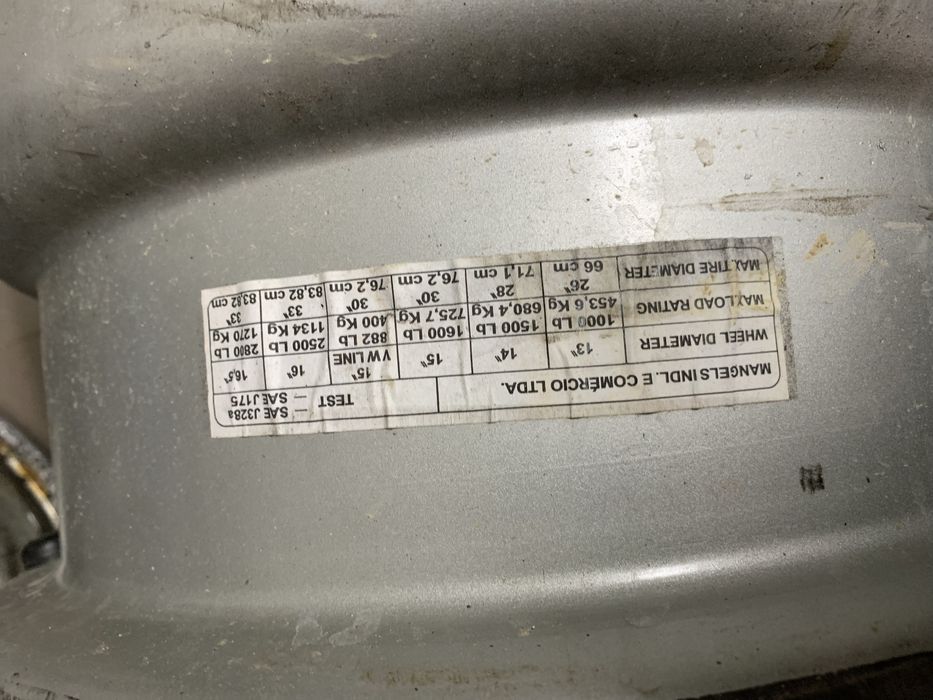 MANGELS INDL. E COMÉRCIO LTDA. TEST — SAE J328a
— SAE J175
WHEEL DIAMETER 13" 14" 15" 15" VW LINE 16" 16,5"
MAX.LOAD RATING 1000 Lb 1500 Lb 1600 Lb 882 Lb 2500 Lb 2800 Lb
453,6 Kg 680,4 Kg 725,7 Kg 400 Kg 1134 Kg 1270 Kg
MAX.TIRE DIAMETER 26" 28" 30" 30" 33" 33"
66 cm 71,1 cm 76,2 cm 76,2 cm 83,82 cm 83,82 cm